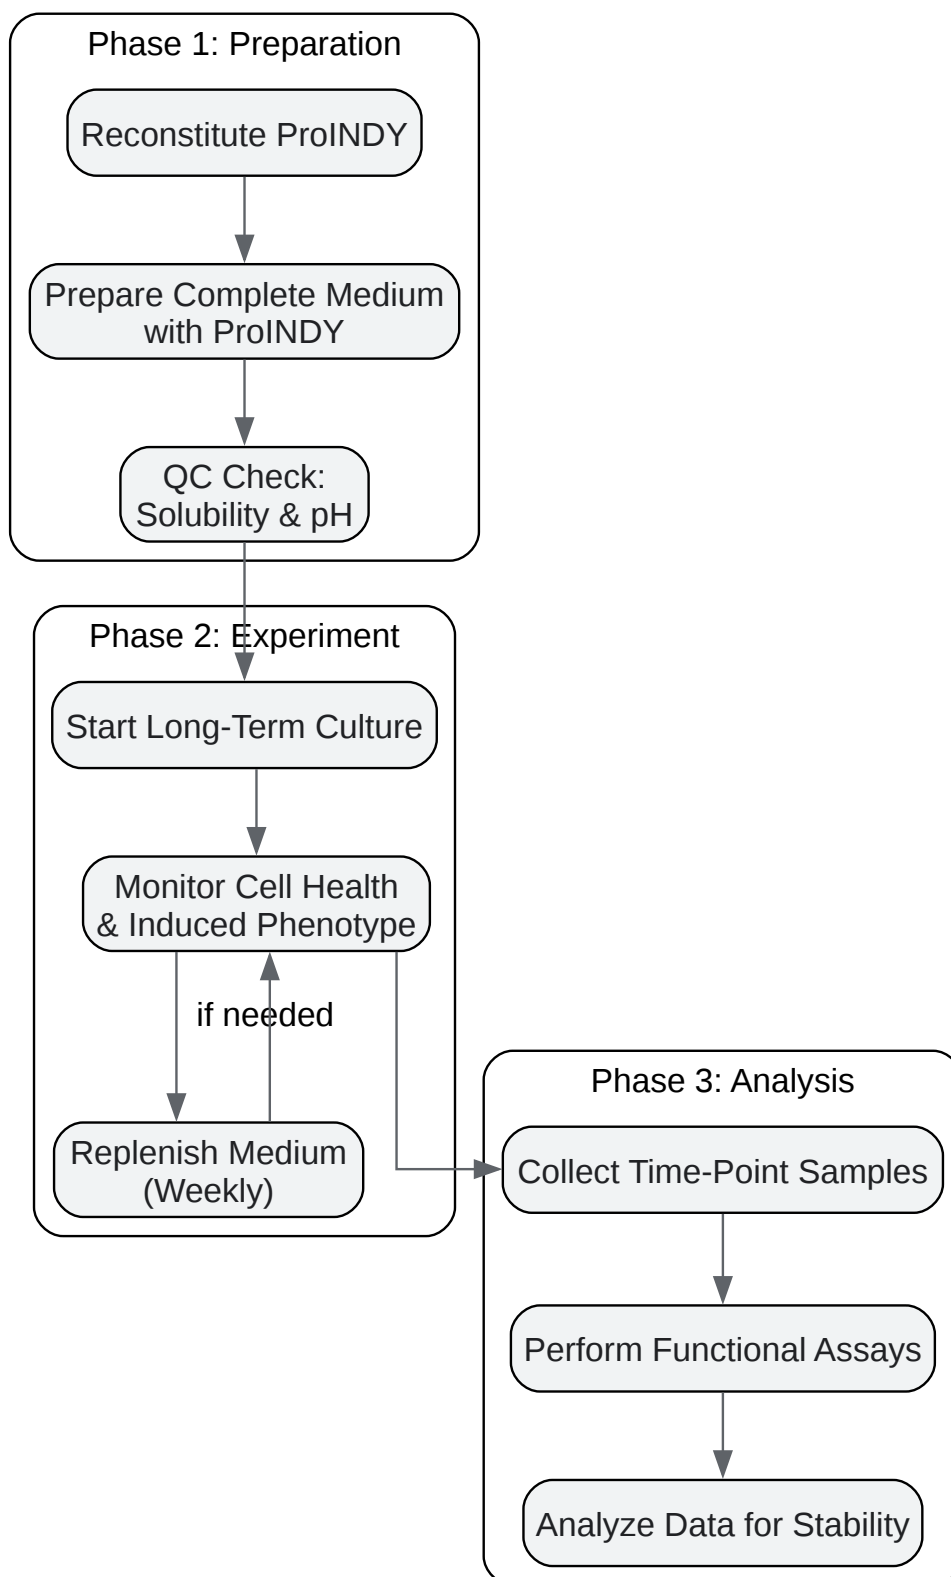 Phase 1: Preparation
Reconstitute ProINDY
Prepare Complete Medium
with ProINDY
QC Check:
Solubility & pH
Phase 2: Experiment
Start Long-Term Culture
Monitor Cell Health
& Induced Phenotype
if needed
Replenish Medium
(Weekly)
Phase 3: Analysis
Collect Time-Point Samples
Perform Functional Assays
Analyze Data for Stability